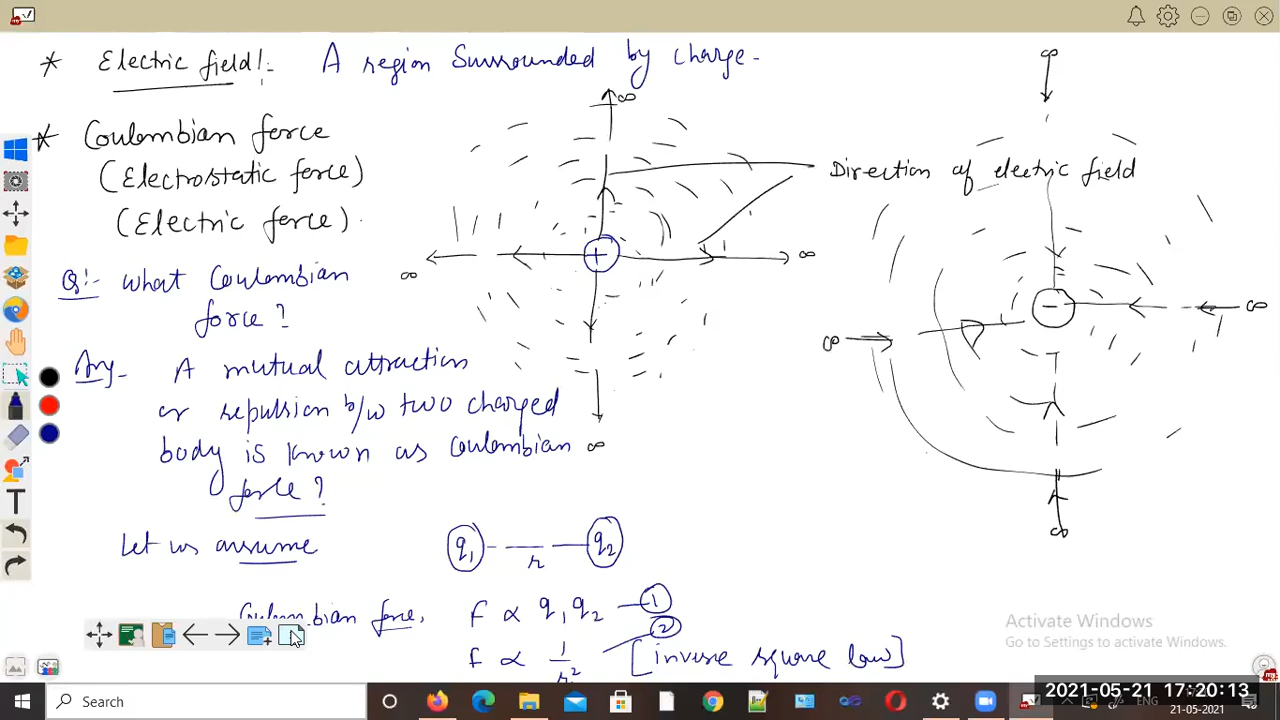 * Electric field!- A region Surrounded by charge-
* Coulombian force
(Electrostatic force)
(Electric force)
∞
∞
∞
∞
Direction of electric field
∞
∞
∞
∞
+
-
Q:- what Coulombian
force?
Ans- A mutual attraction
or repulsion b/w two charged
body is known as Coulombian
force?
Let us assume q1 - — — q2
r
Coulombian force, F ∝ q1 q2 — 1
F ∝ 1/r² — 2 [inverse square law]
Activate Windows
Go to Settings to activate Windows.
T
Search
2021-05-21 17:20:13
ENG
21-05-2021